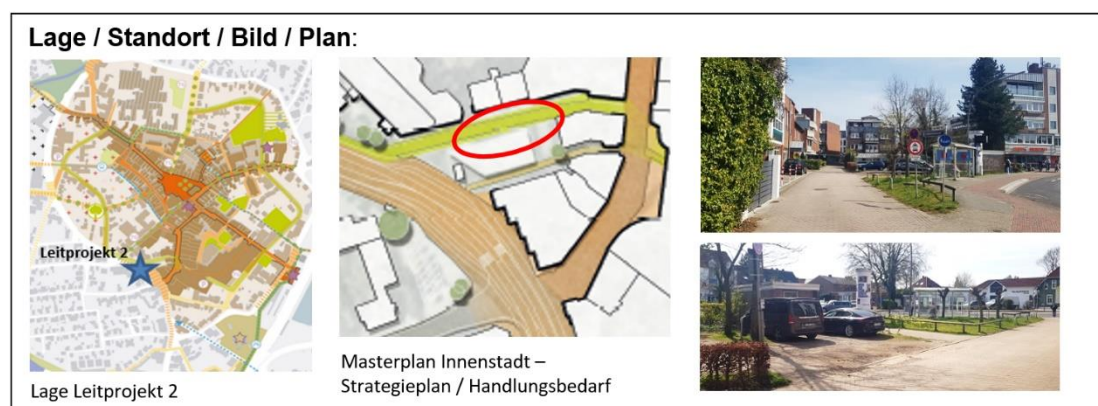 Lage / Standort / Bild / Plan:
Leitprojekt 2
Lage Leitprojekt 2
Masterplan Innenstadt –
Strategieplan / Handlungsbedarf